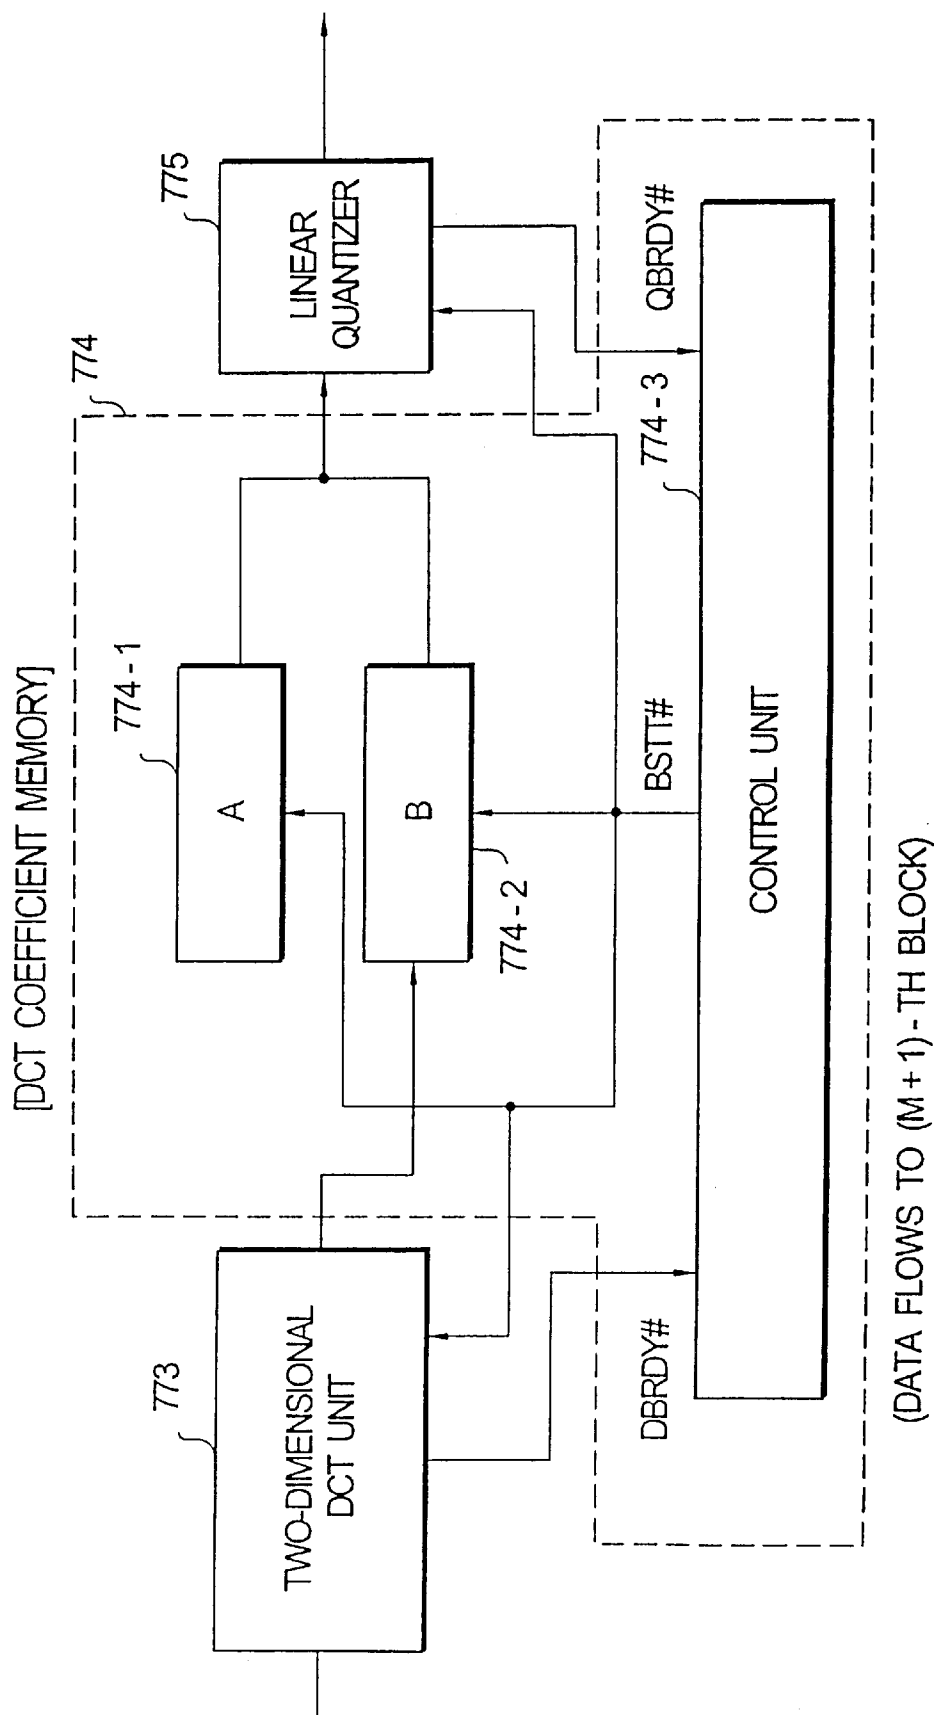 [DCT COEFFICIENT MEMORY]
774
773
TWO-DIMENSIONAL
DCT UNIT
774-1
A
B
774-2
775
LINEAR
QUANTIZER
DBRDY#
BSTT#
774-3
QBRDY#
CONTROL UNIT
(DATA FLOWS TO (M + 1)-TH BLOCK)